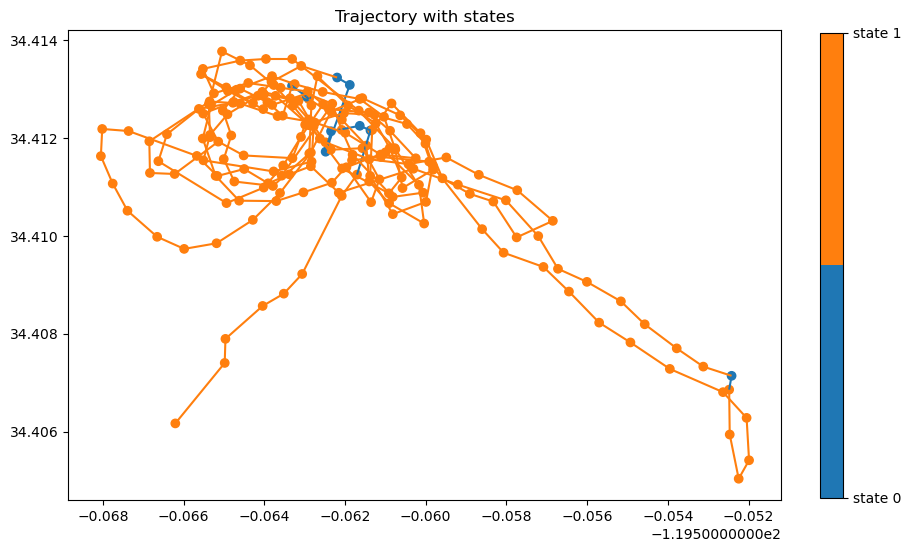 Trajectory with states
34.414
34.412
34.410
34.408
34.406
−0.068 −0.066 −0.064 −0.062 −0.060 −0.058 −0.056 −0.054 −0.052
−1.1950000000e2
state 1
state 0